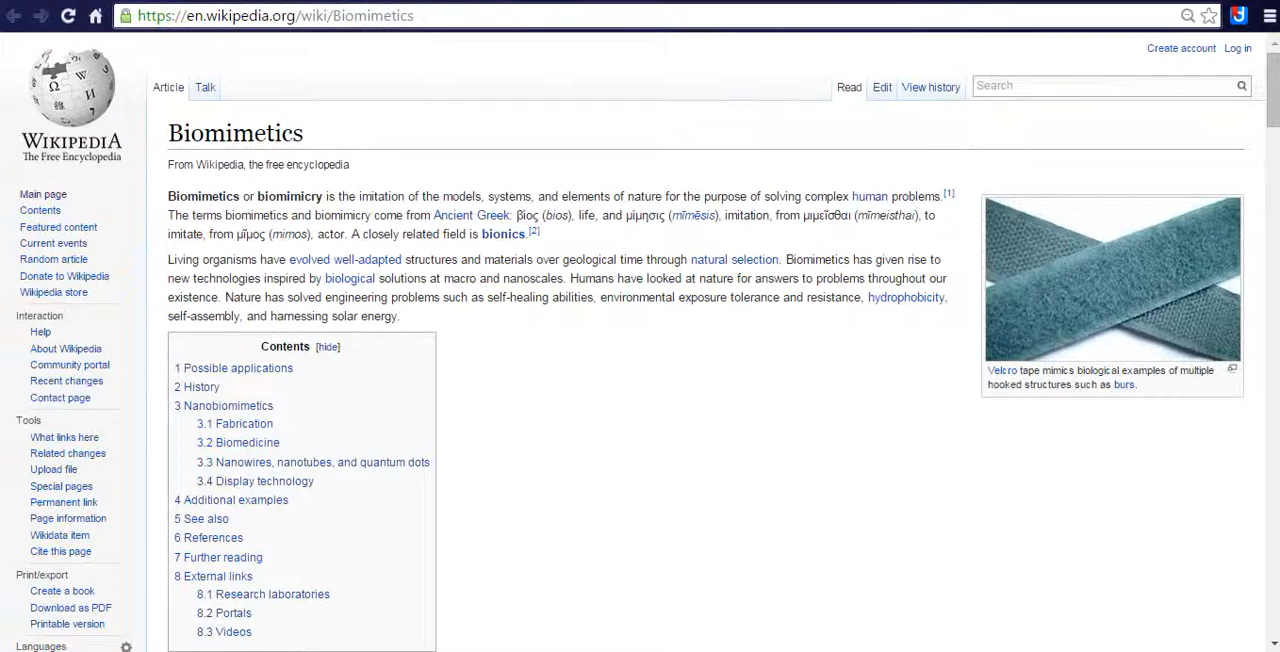 https://en.wikipedia.org/wiki/Biomimetics
Create account Log in
WIKIPEDIA
The Free Encyclopedia
Article Talk
Read Edit View history Search
Biomimetics
From Wikipedia, the free encyclopedia
Biomimetics or biomimicry is the imitation of the models, systems, and elements of nature for the purpose of solving complex human problems.[1]
The terms biomimetics and biomimicry come from Ancient Greek: βίος (bios), life, and μίμησις (mīmēsis), imitation, from μιμεῖσθαι (mīmeisthai), to
imitate, from μῖμος (mimos), actor. A closely related field is bionics.[2]
Living organisms have evolved well-adapted structures and materials over geological time through natural selection. Biomimetics has given rise to
new technologies inspired by biological solutions at macro and nanoscales. Humans have looked at nature for answers to problems throughout our
existence. Nature has solved engineering problems such as self-healing abilities, environmental exposure tolerance and resistance, hydrophobicity,
self-assembly, and harnessing solar energy.
Velcro tape mimics biological examples of multiple
hooked structures such as burs.
Contents [hide]
1 Possible applications
2 History
3 Nanobiomimetics
3.1 Fabrication
3.2 Biomedicine
3.3 Nanowires, nanotubes, and quantum dots
3.4 Display technology
4 Additional examples
5 See also
6 References
7 Further reading
8 External links
8.1 Research laboratories
8.2 Portals
8.3 Videos
Main page
Contents
Featured content
Current events
Random article
Donate to Wikipedia
Wikipedia store
Interaction
Help
About Wikipedia
Community portal
Recent changes
Contact page
Tools
What links here
Related changes
Upload file
Special pages
Permanent link
Page information
Wikidata item
Cite this page
Print/export
Create a book
Download as PDF
Printable version
Languages